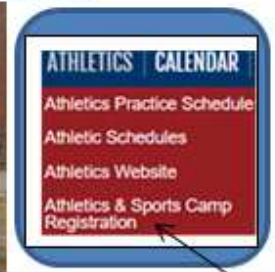 ATHLETICS CALENDAR
Athletics Practice Schedule
Athletic Schedules
Athletics Website
Athletics & Sports Camp
Registration